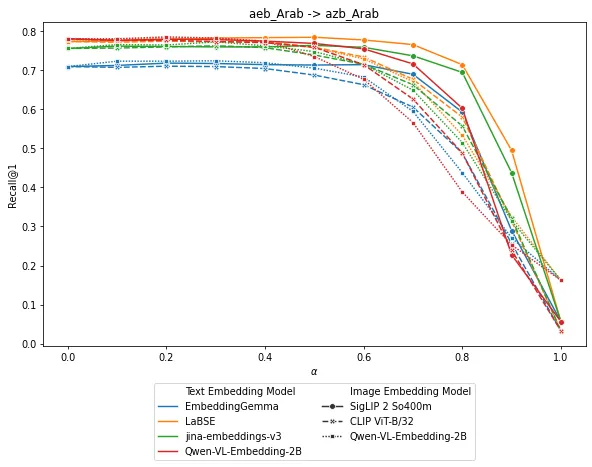 aeb_Arab -> azb_Arab
Recall@1
0.8
0.7
0.6
0.5
0.4
0.3
0.2
0.1
0.0
0.0
0.2
0.4
0.6
0.8
1.0
α
Text Embedding Model
EmbeddingGemma
LaBSE
jina-embeddings-v3
Qwen-VL-Embedding-2B
Image Embedding Model
SigLIP 2 So400m
CLIP ViT-B/32
Qwen-VL-Embedding-2B